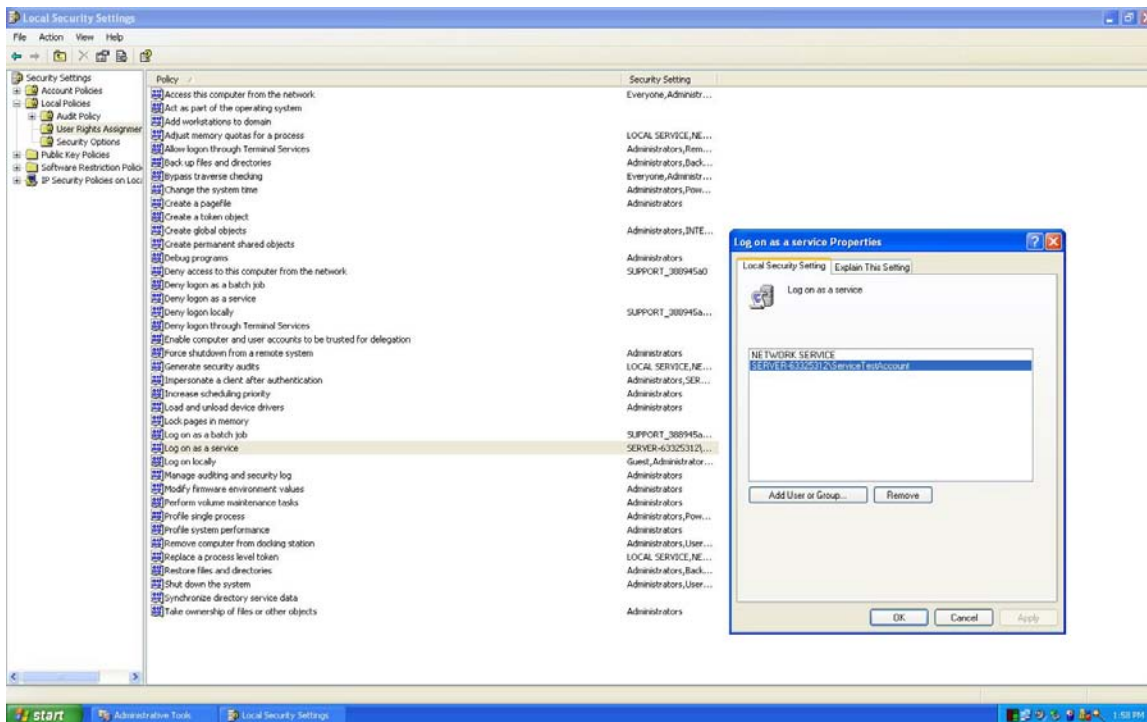 Local Security Settings
File Action View Help
Security Settings
Account Policies
Local Policies
Audit Policy
User Rights Assignmer
Security Options
Public Key Policies
Software Restriction Polici
IP Security Policies on Loca
Policy Security Setting
Access this computer from the network Everyone,Administr...
Act as part of the operating system
Add workstations to domain
Adjust memory quotas for a process LOCAL SERVICE,NE...
Allow logon through Terminal Services Administrators,Rem...
Back up files and directories Administrators,Back...
Bypass traverse checking Everyone,Administr...
Change the system time Administrators,Pow...
Create a pagefile Administrators
Create a token object
Create global objects Administrators,INTE...
Create permanent shared objects
Debug programs Administrators
Deny access to this computer from the network SUPPORT_388945a0
Deny logon as a batch job
Deny logon as a service
Deny logon locally SUPPORT_388945a...
Deny logon through Terminal Services
Enable computer and user accounts to be trusted for delegation
Force shutdown from a remote system Administrators
Generate security audits LOCAL SERVICE,NE...
Impersonate a client after authentication Administrators,SER...
Increase scheduling priority Administrators
Load and unload device drivers Administrators
Lock pages in memory
Log on as a batch job SUPPORT_388945a...
Log on as a service SERVER-63325312\...
Log on locally Guest,Administrator...
Manage auditing and security log Administrators
Modify firmware environment values Administrators
Perform volume maintenance tasks Administrators
Profile single process Administrators,Pow...
Profile system performance Administrators
Remove computer from docking station Administrators,User...
Replace a process level token LOCAL SERVICE,NE...
Restore files and directories Administrators,Back...
Shut down the system Administrators,User...
Synchronize directory service data
Take ownership of files or other objects Administrators
Log on as a service Properties
Local Security Setting Explain This Setting
Log on as a service
NETWORK SERVICE
SERVER-63325312\ServiceTestAccount
Add User or Group... Remove
OK Cancel Apply
start Administrative Tools Local Security Settings 1:58 PM